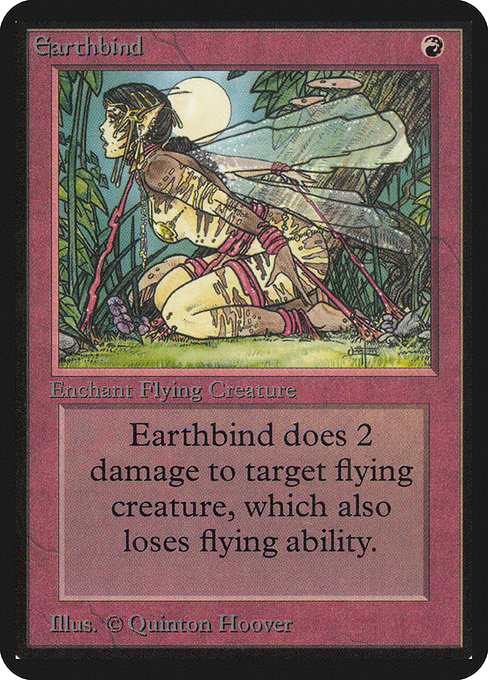 Earthbind
Enchant Flying Creature
Earthbind does 2
damage to target flying
creature, which also
loses flying ability.
Illus. © Quinton Hoover